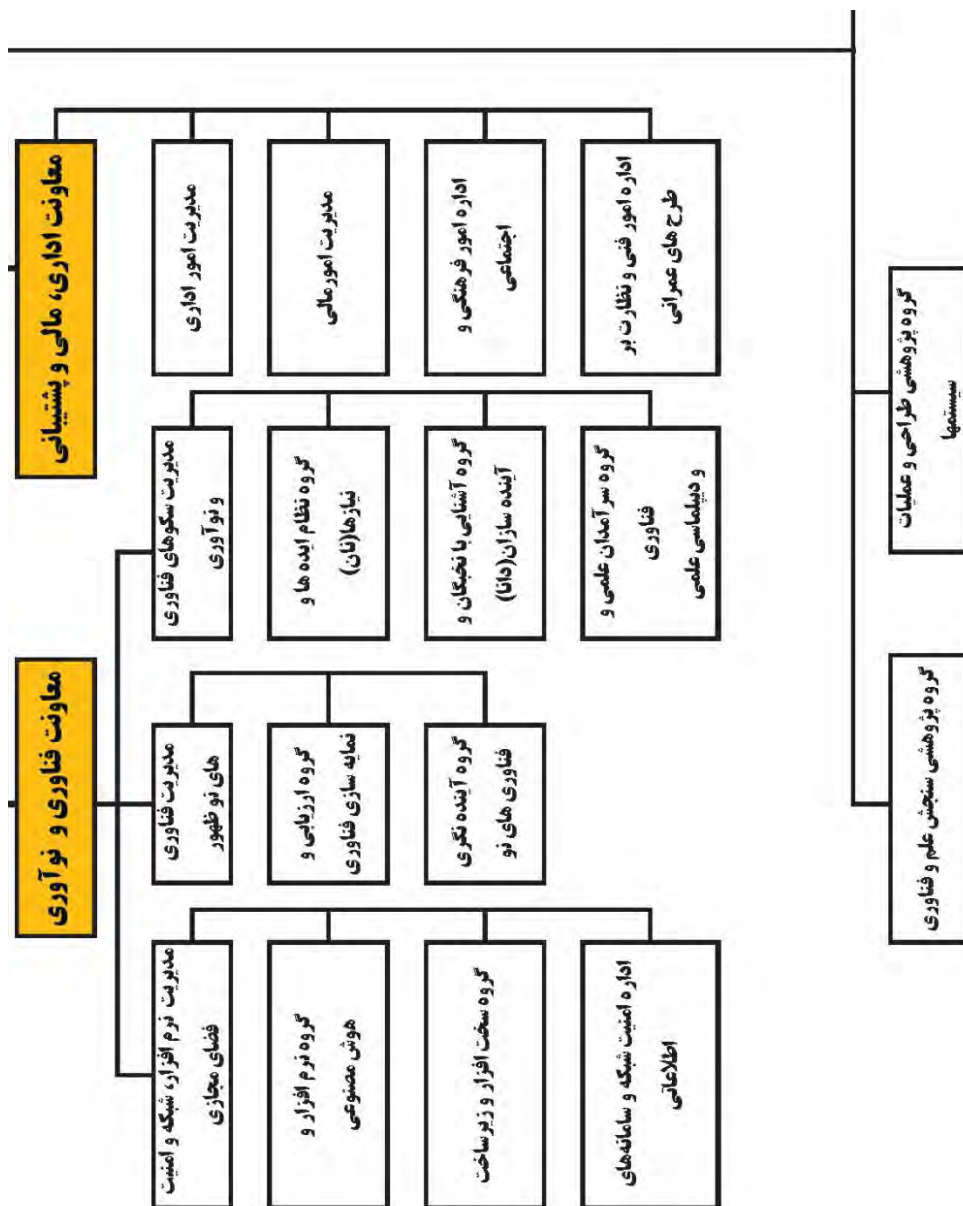 معاونت اداری، مالی و پشتیبانی
مدیریت امور اداری
مدیریت امور مالی
اداره امور فرهنگی و
اجتماعی
اداره امور فنی و نظارت بر
طرح های عمرانی
معاونت فناوری و نوآوری
مدیریت سکوهای فناوری
و نوآوری
گروه نظام ایده ها و
نیازها(نان)
گروه آشنایی با نخبگان و
آینده سازان(دانا)
گروه سرآمدان علمی و
فناوری
و دیپلماسی علمی
مدیریت فناوری
های نوظهور
گروه ارزیابی و
نمایه سازی فناوری
گروه آینده نگری
فناوری های نو
مدیریت نرم افزار، شبکه و امنیت
فضای مجازی
گروه نرم افزار و
هوش مصنوعی
گروه سخت افزار و زیرساخت
اداره امنیت شبکه و سامانه‌های
اطلاعاتی
گروه پژوهشی طراحی و عملیات
سیستمها
گروه پژوهشی سنجش علم و فناوری